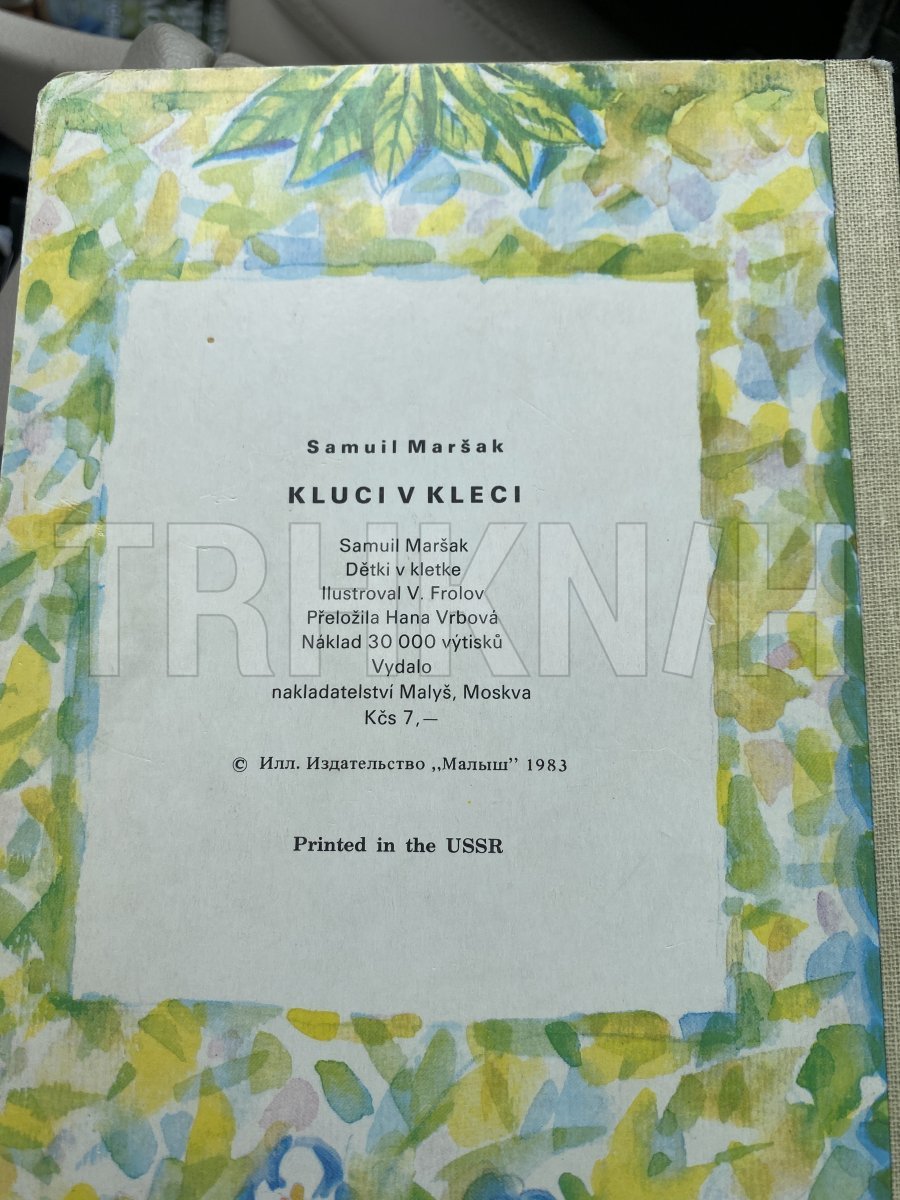 Samuil Maršak
KLUCI V KLECI
Samuil Maršak
Dětki v kletke
Ilustroval V. Frolov
Přeložila Hana Vrbová
Náklad 30 000 výtisků
Vydalo
nakladatelství Malyš, Moskva
Kčs 7,—
© Илл. Издательство ,,Малыш” 1983
Printed in the USSR
TRHKNIH